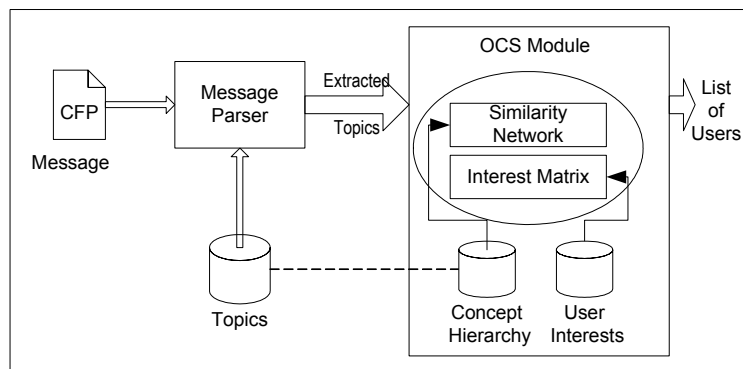 OCS Module
CFP
Message
Message
Parser
Extracted
Topics
Similarity
Network
Interest Matrix
List
of
Users
Topics
Concept
Hierarchy
User
Interests